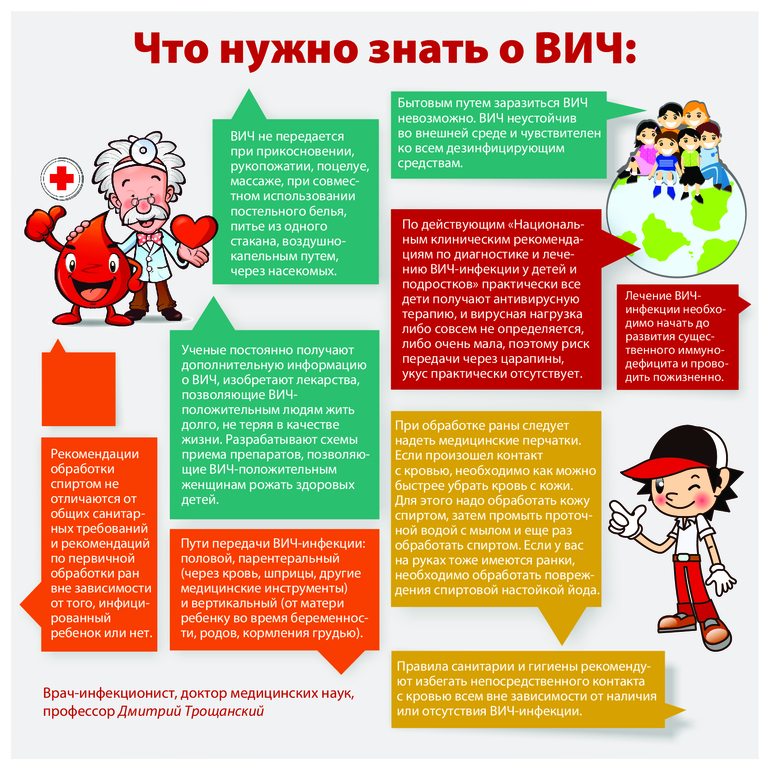 Что нужно знать о ВИЧ:
ВИЧ не передается
при прикосновении,
рукопожатии, поцелуе,
массаже, при совмес-
тном использовании
постельного белья,
питье из одного
стакана, воздушно-
капельным путем,
через насекомых.
Бытовым путем заразиться ВИЧ
невозможно. ВИЧ неустойчив
во внешней среде и чувствителен
ко всем дезинфицирующим
средствам.
По действующим «Националь-
ным клиническим рекоменда-
циям по диагностике и лече-
нию ВИЧ-инфекции у детей и
подростков» практически все
дети получают антивирусную
терапию, и вирусная нагрузка
либо совсем не определяется,
либо очень мала, поэтому риск
передачи через царапины,
укус практически отсутствует.
Лечение ВИЧ-
инфекции необхо-
димо начать до
развития сущес-
твенного иммуно-
дефицита и прово-
дить пожизненно.
Ученые постоянно получают
дополнительную информацию
о ВИЧ, изобретают лекарства,
позволяющие ВИЧ-
положительным людям жить
долго, не теряя в качестве
жизни. Разрабатывают схемы
приема препаратов, позволяю-
щие ВИЧ-положительным
женщинам рожать здоровых
детей.
Рекомендации
обработки
спиртом не
отличаются от
общих санитар-
ных требований
и рекомендаций
по первичной
обработки ран
вне зависимости
от того, инфици-
рованный
ребенок или нет.
Пути передачи ВИЧ-инфекции:
половой, парентеральный
(через кровь, шприцы, другие
медицинские инструменты)
и вертикальный (от матери
ребенку во время беременнос-
ти, родов, кормления грудью).
При обработке раны следует
надеть медицинские перчатки.
Если произошел контакт
с кровью, необходимо как можно
быстрее убрать кровь с кожи.
Для этого надо обработать кожу
спиртом, затем промыть проточ-
ной водой с мылом и еще раз
обработать спиртом. Если у вас
на руках тоже имеются ранки,
необходимо обработать повреж-
дения спиртовой настойкой йода.
Правила санитарии и гигиены рекоменду-
ют избегать непосредственного контакта
с кровью всем вне зависимости от наличия
или отсутствия ВИЧ-инфекции.
Врач-инфекционист, доктор медицинских наук,
профессор Дмитрий Трощанский